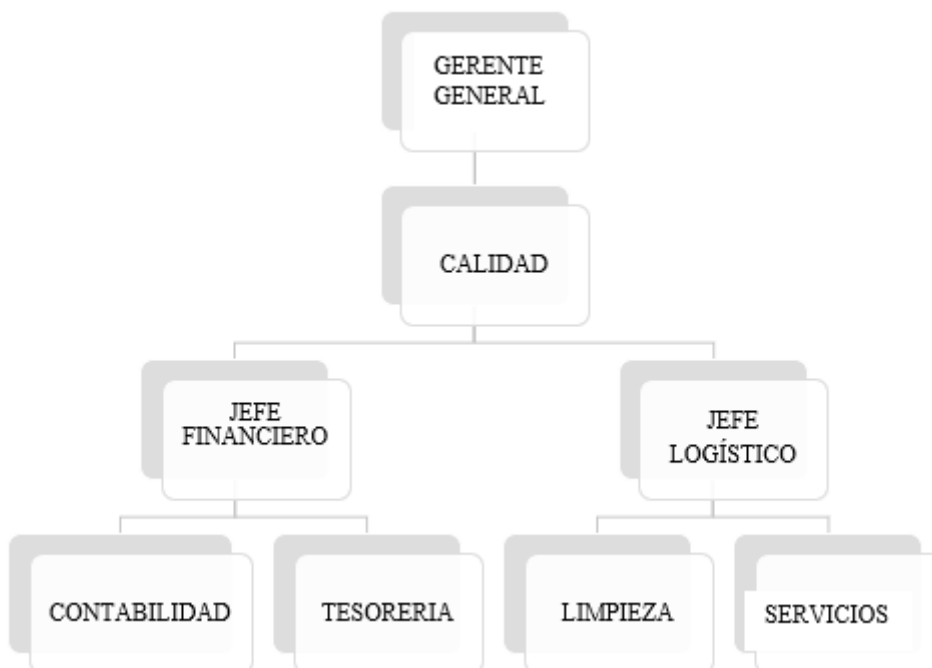 GERENTE
GENERAL
CALIDAD
JEFE
FINANCIERO
JEFE
LOGÍSTICO
CONTABILIDAD
TESORERIA
LIMPIEZA
SERVICIOS